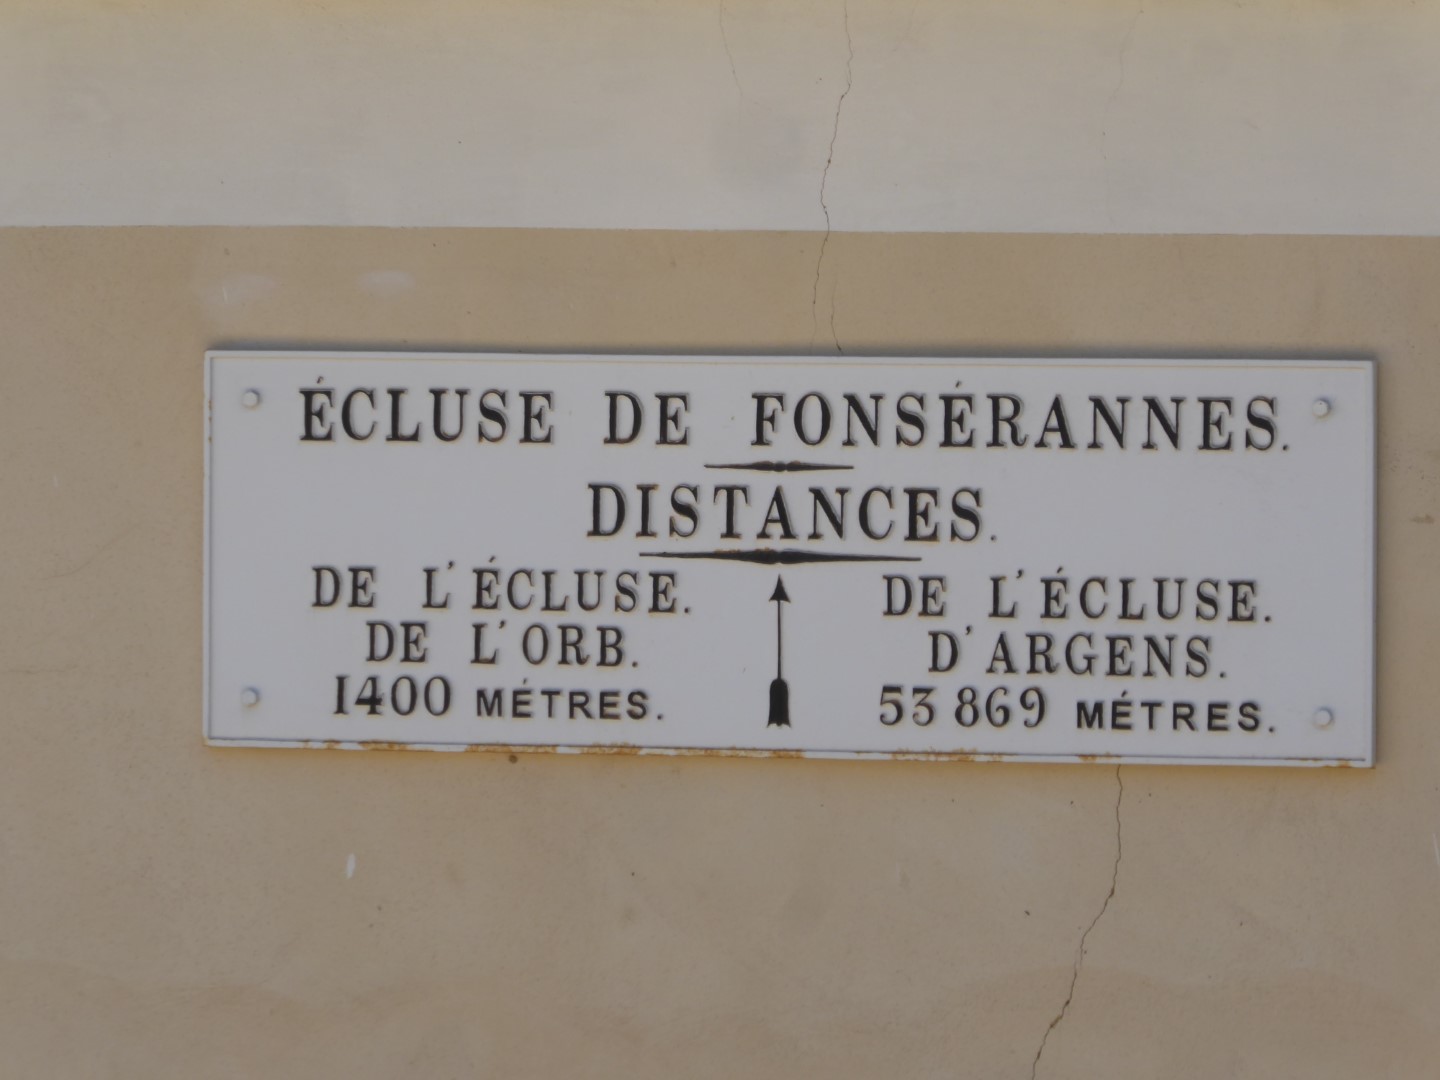 ÉCLUSE DE FONSÉRANNES.
DISTANCES.
DE L'ÉCLUSE.
DE L'ORB.
1400 MÉTRES.
DE L'ÉCLUSE.
D'ARGENS.
53 869 MÉTRES.